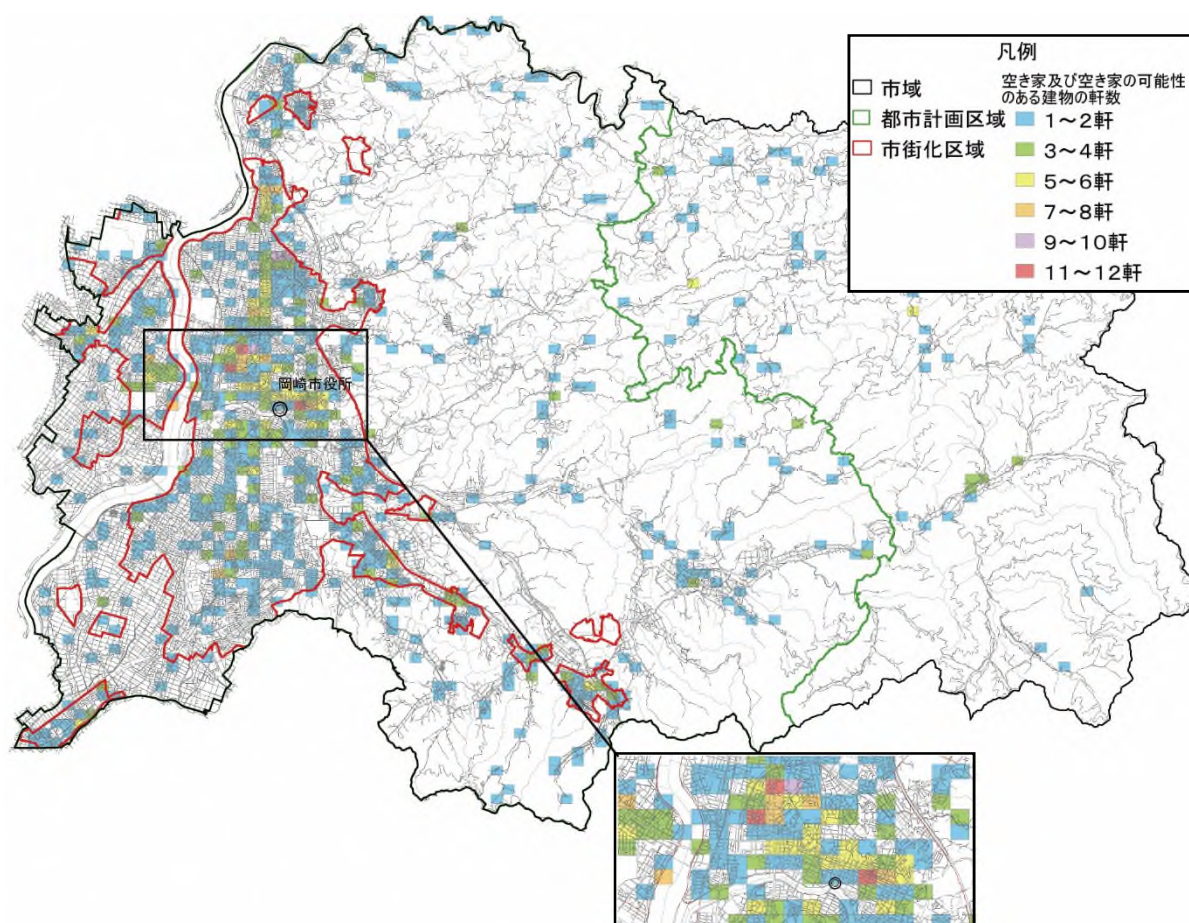 凡例
市域
都市計画区域
市街化区域
空き家及び空き家の可能性
のある建物の軒数
1～2軒
3～4軒
5～6軒
7～8軒
9～10軒
11～12軒
岡崎市役所